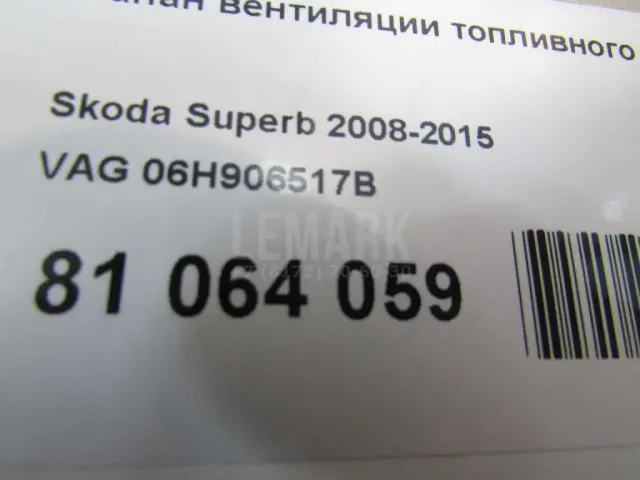 вентиляции топливного
Skoda Superb 2008-2015
VAG 06H906517B
LEMARK
81 064 059